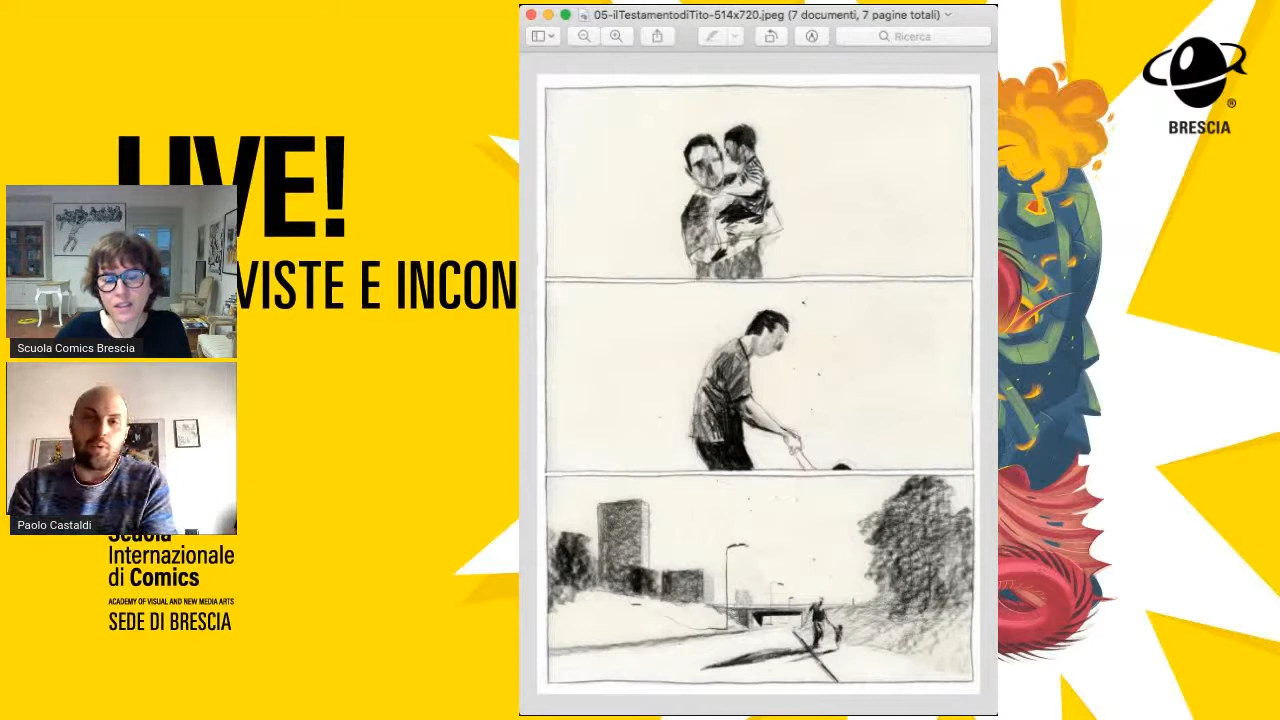 05-ilTestamentodiTito-514x720.jpeg (7 documenti, 7 pagine totali)
Ricerca
BRESCIA
LIVE!
VISTE E INCON
Scuola Comics Brescia
Paolo Castaldi
Scuola
Internazionale
di Comics
ACADEMY OF VISUAL AND NEW MEDIA ARTS
SEDE DI BRESCIA